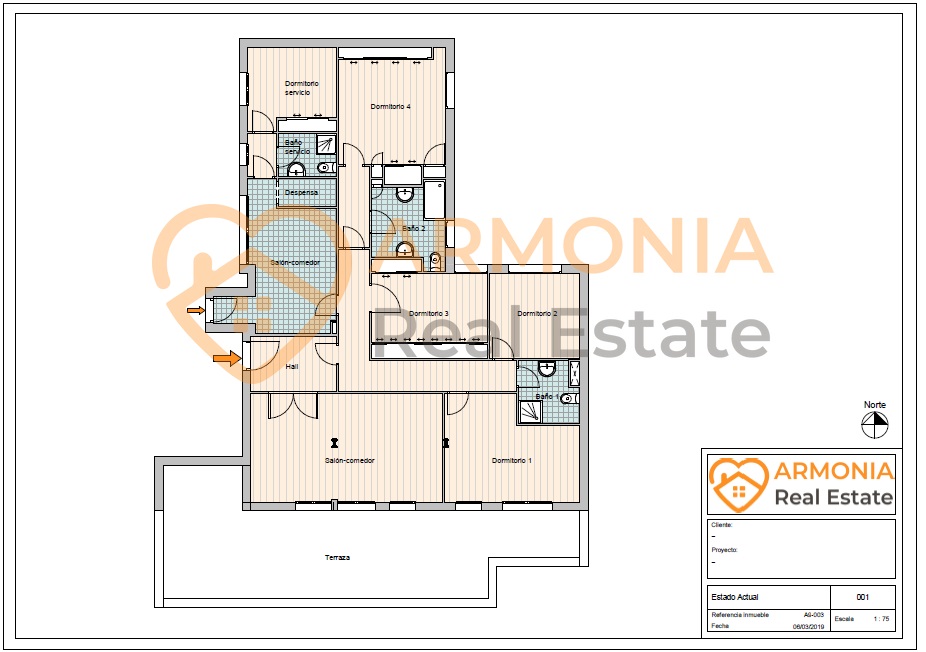 Dormitorio
servicio
Dormitorio 4
Baño
servicio
Despensa
Baño 2
ARMONIA
Real Estate
Salón-comedor
Dormitorio 3
Dormitorio 2
Hall
Baño 1
Salón-comedor
Dormitorio 1
Terraza
Norte
ARMONIA
Real Estate
Cliente:
-
Proyecto:
-
Estado Actual 001
Referencia inmueble A9-003
Fecha 06/03/2019
Escala 1 : 75